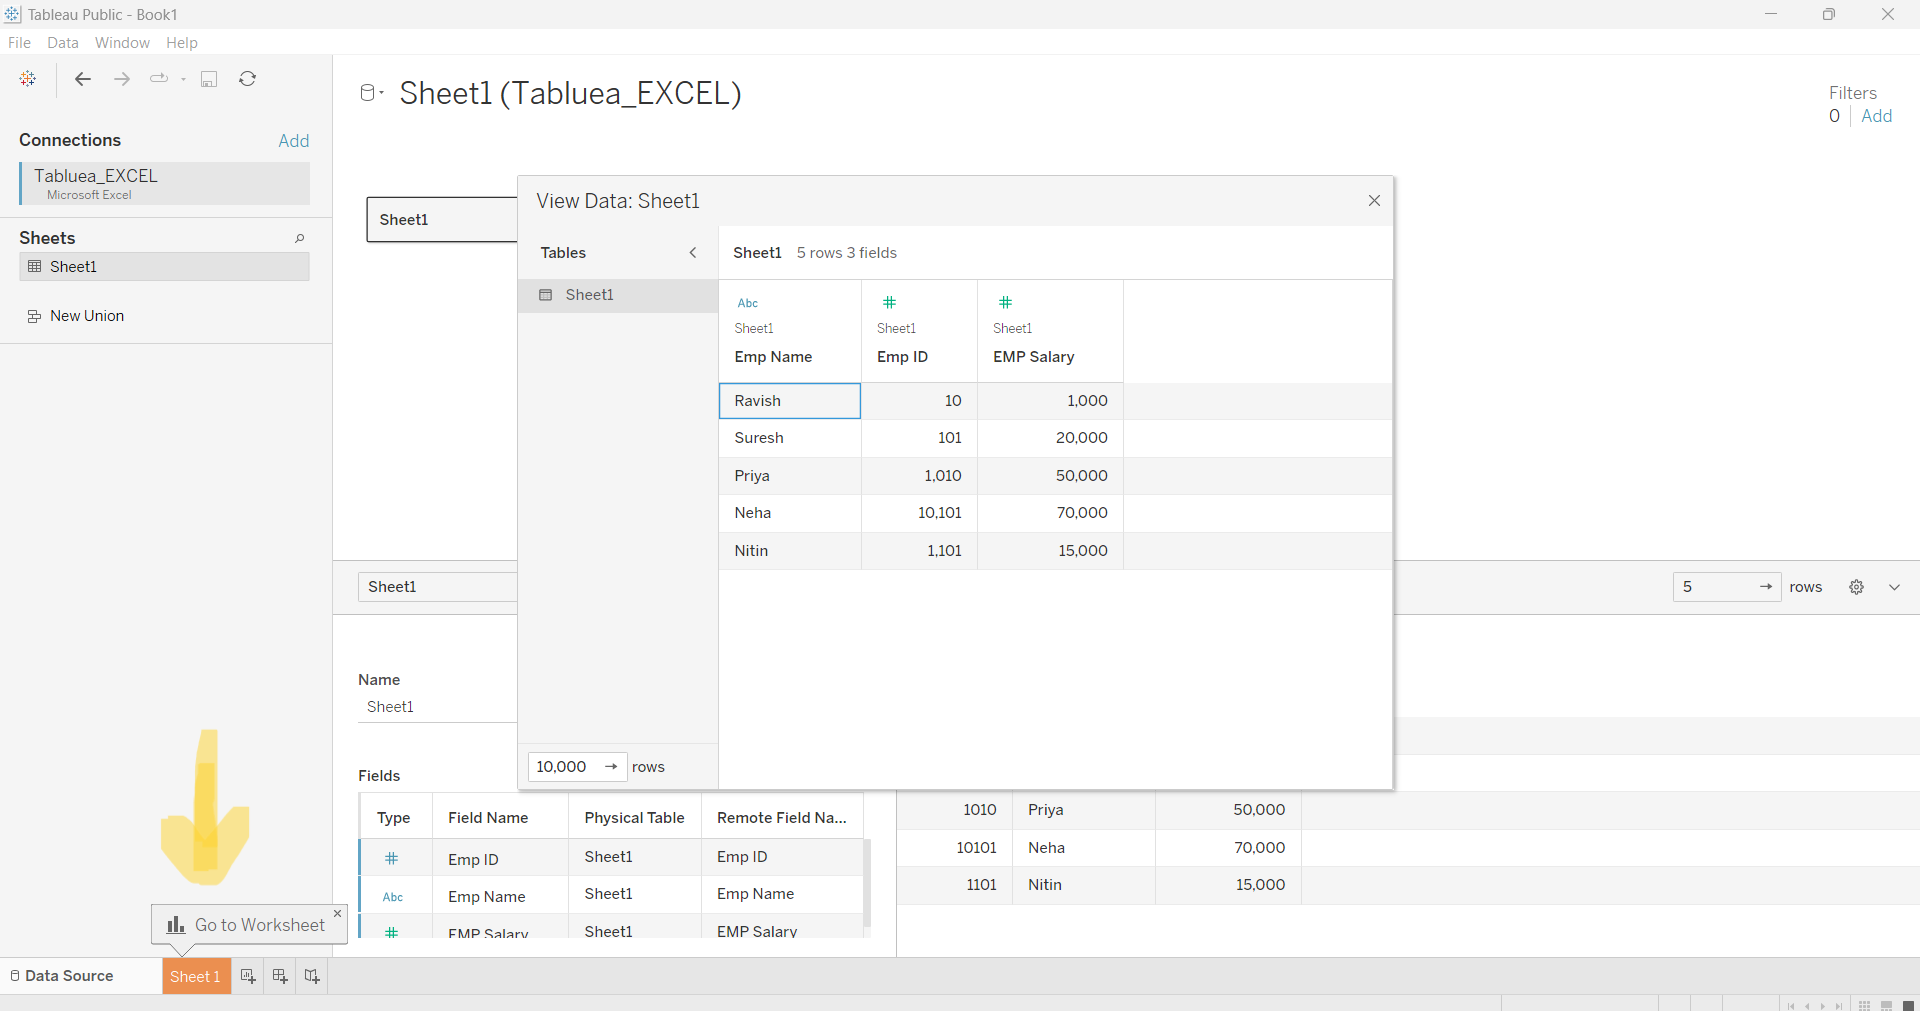 Tableau Public - Book1
File Data Window Help
Connections Add
Tabluea_EXCEL
Microsoft Excel
Sheets
Sheet1
New Union
Sheet1 (Tabluea_EXCEL)
Filters
0 Add
Sheet1
View Data: Sheet1
Tables
Sheet1
Sheet1 5 rows 3 fields
Abc # #
Sheet1 Sheet1 Sheet1
Emp Name Emp ID EMP Salary
Ravish 10 1,000
Suresh 101 20,000
Priya 1,010 50,000
Neha 10,101 70,000
Nitin 1,101 15,000
10,000 → rows
Sheet1
5 → rows
Name
Sheet1
Fields
Type Field Name Physical Table Remote Field Na...
# Emp ID Sheet1 Emp ID
Abc Emp Name Sheet1 Emp Name
# EMP Salary Sheet1 EMP Salary
1010 Priya 50,000
10101 Neha 70,000
1101 Nitin 15,000
Go to Worksheet
Data Source Sheet 1